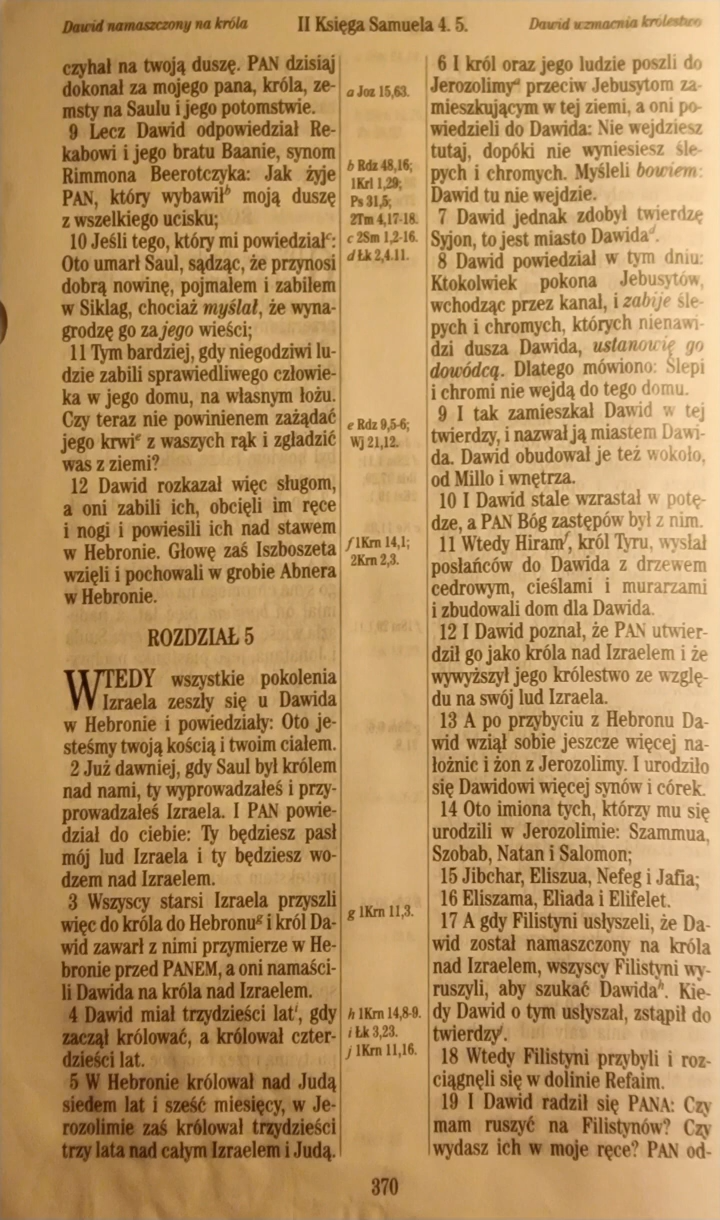 Dawid namaszczony na króla
II Księga Samuela 4. 5.
Dawid wzmacnia królestwo
czyhał na twoją duszę. PAN dzisiaj
dokonał za mojego pana, króla, ze-
msty na Saulu i jego potomstwie.
9 Lecz Dawid odpowiedział Re-
kabowi i jego bratu Baanie, synom
Rimmona Beerotczyka: Jak żyje
PAN, który wybawił^b moją duszę
z wszelkiego ucisku;
10 Jeśli tego, który mi powiedział^c:
Oto umarł Saul, sądząc, że przynosi
dobrą nowinę, pojmałem i zabiłem
w Siklag, chociaż myślał, że wyna-
grodzę go za jego wieści;
11 Tym bardziej, gdy niegodziwi lu-
dzie zabili sprawiedliwego człowie-
ka w jego domu, na własnym łożu.
Czy teraz nie powinienem zażądać
jego krwi^e z waszych rąk i zgładzić
was z ziemi?
12 Dawid rozkazał więc sługom,
a oni zabili ich, obcięli im ręce
i nogi i powiesili ich nad stawem
w Hebronie. Głowę zaś Iszboszeta
wzięli i pochowali w grobie Abnera
w Hebronie.
ROZDZIAŁ 5
WTEDY wszystkie pokolenia
Izraela zeszły się u Dawida
w Hebronie i powiedziały: Oto je-
steśmy twoją kością i twoim ciałem.
2 Już dawniej, gdy Saul był królem
nad nami, ty wyprowadzałeś i przy-
prowadzałeś Izraela. I PAN powie-
dział do ciebie: Ty będziesz pasł
mój lud Izraela i ty będziesz wo-
dzem nad Izraelem.
3 Wszyscy starsi Izraela przyszli
więc do króla do Hebronu^g i król Da-
wid zawarł z nimi przymierze w He-
bronie przed PANEM, a oni namaści-
li Dawida na króla nad Izraelem.
4 Dawid miał trzydzieści lat^i, gdy
zaczął królować, a królował czter-
dzieści lat.
5 W Hebronie królował nad Judą
siedem lat i sześć miesięcy, w Je-
rozolimie zaś królował trzydzieści
trzy lata nad całym Izraelem i Judą.
a Joz 15,63.
b Rdz 48,16;
1Krl 1,29;
Ps 31,5;
2Tm 4,17-18.
c 2Sm 1,2-16.
d Łk 2,4.11.
e Rdz 9,5-6;
Wj 21,12.
f 1Krn 14,1;
2Krn 2,3.
g 1Krn 11,3.
h 1Krn 14,8-9.
i Łk 3,23.
j 1Krn 11,16.
6 I król oraz jego ludzie poszli do
Jerozolimy^a przeciw Jebusytom za-
mieszkującym w tej ziemi, a oni po-
wiedzieli do Dawida: Nie wejdziesz
tutaj, dopóki nie wyniesiesz śle-
pych i chromych. Myśleli bowiem:
Dawid tu nie wejdzie.
7 Dawid jednak zdobył twierdzę
Syjon, to jest miasto Dawida^d.
8 Dawid powiedział w tym dniu:
Ktokolwiek pokona Jebusytów,
wchodząc przez kanał, i zabije śle-
pych i chromych, których nienawi-
dzi dusza Dawida, ustanowię go
dowódcą. Dlatego mówiono: Ślepi
i chromi nie wejdą do tego domu.
9 I tak zamieszkał Dawid w tej
twierdzy, i nazwał ją miastem Dawi-
da. Dawid obudował je też wokoło,
od Millo i wnętrza.
10 I Dawid stale wzrastał w potę-
dze, a PAN Bóg zastępów był z nim.
11 Wtedy Hiram^f, król Tyru, wysłał
posłańców do Dawida z drzewem
cedrowym, cieślami i murarzami
i zbudowali dom dla Dawida.
12 I Dawid poznał, że PAN utwier-
dził go jako króla nad Izraelem i że
wywyższył jego królestwo ze wzglę-
du na swój lud Izraela.
13 A po przybyciu z Hebronu Da-
wid wziął sobie jeszcze więcej na-
łożnic i żon z Jerozolimy. I urodziło
się Dawidowi więcej synów i córek.
14 Oto imiona tych, którzy mu się
urodzili w Jerozolimie: Szammua,
Szobab, Natan i Salomon;
15 Jibchar, Eliszua, Nefeg i Jafia;
16 Eliszama, Eliada i Elifelet.
17 A gdy Filistyni usłyszeli, że Da-
wid został namaszczony na króla
nad Izraelem, wszyscy Filistyni wy-
ruszyli, aby szukać Dawida^h. Kie-
dy Dawid o tym usłyszał, zstąpił do
twierdzy^j.
18 Wtedy Filistyni przybyli i roz-
ciągnęli się w dolinie Refaim.
19 I Dawid radził się PANA: Czy
mam ruszyć na Filistynów? Czy
wydasz ich w moje ręce? PAN od-
370